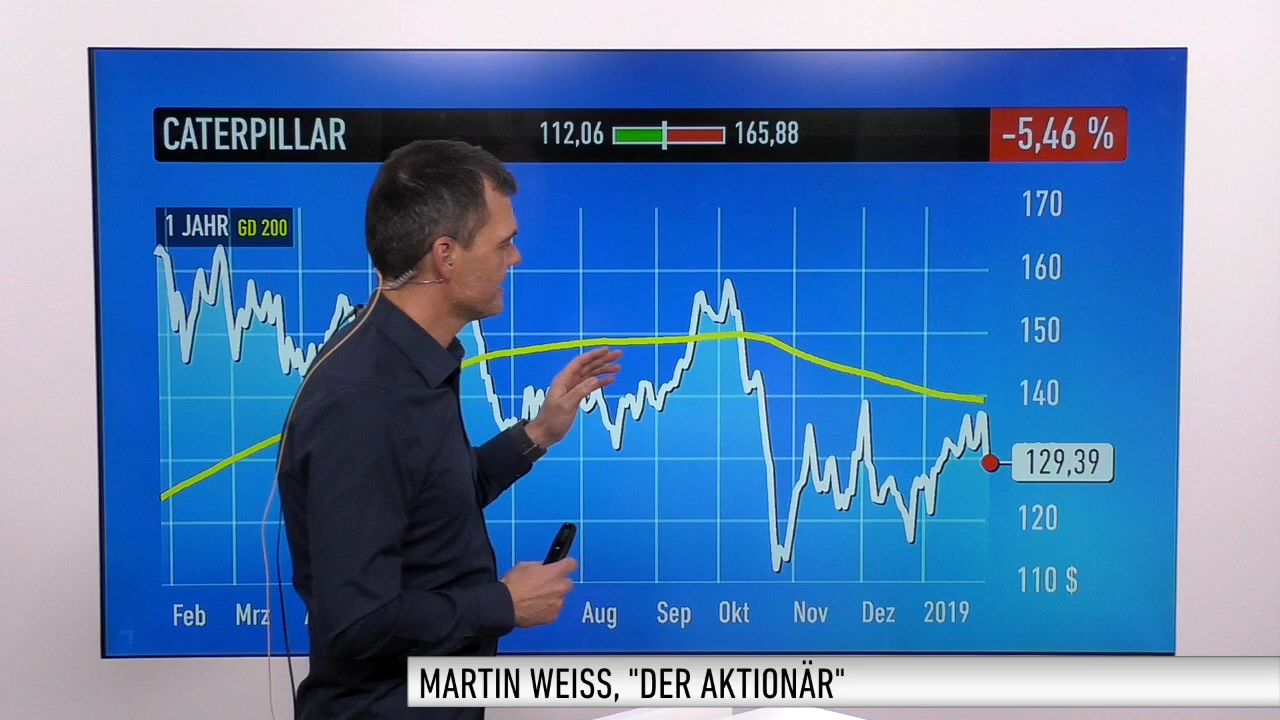 CATERPILLAR 112,06 165,88 -5,46 %
1 JAHR GD 200
170
160
150
140
129,39
120
110 $
Feb Mrz Aug Sep Okt Nov Dez 2019
MARTIN WEISS, "DER AKTIONÄR"